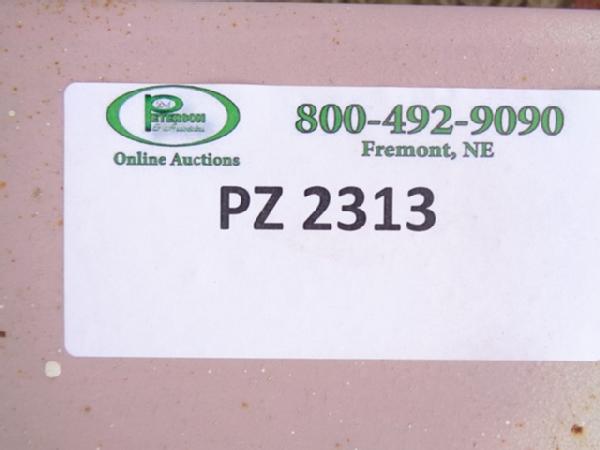 PETERSON
Online Auctions
800-492-9090
Fremont, NE
PZ 2313